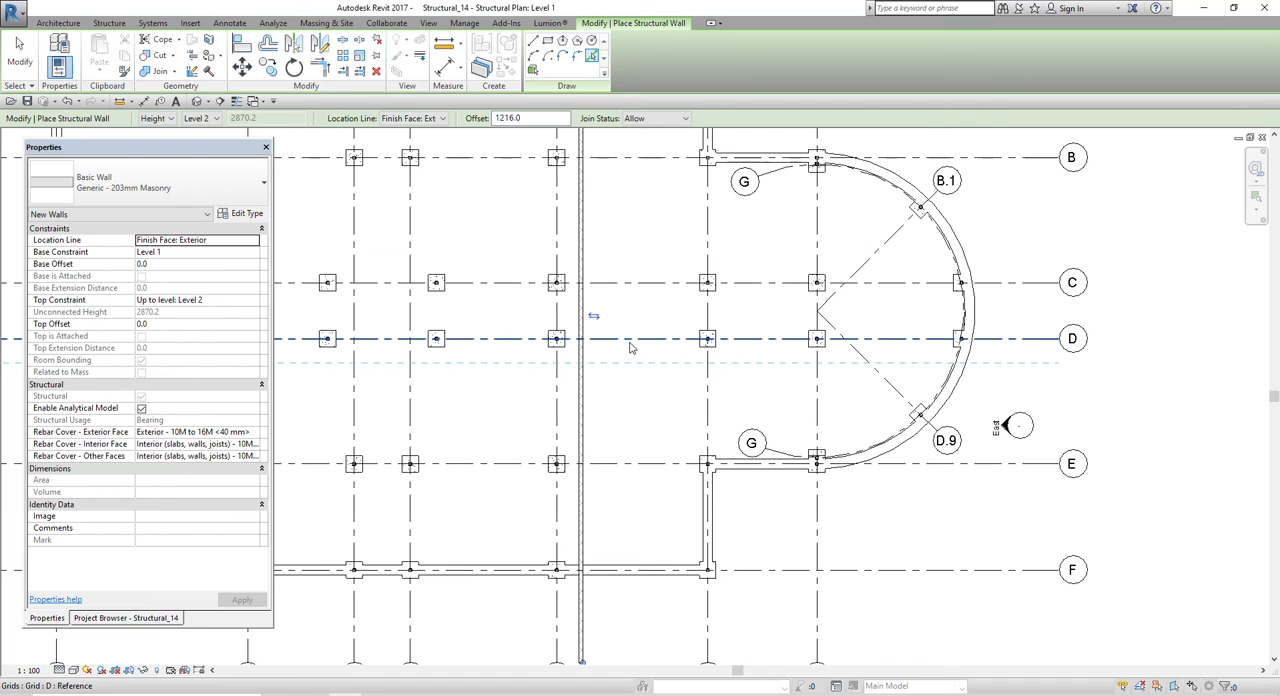 Autodesk Revit 2017 - Structural_14 - Structural Plan: Level 1
Type a keyword or phrase
Sign In
Architecture Structure Systems Insert Annotate Analyze Massing & Site Collaborate View Manage Add-Ins Lumion® Modify | Place Structural Wall
Modify
Paste
Cope
Cut
Join
Select Properties Clipboard Geometry Modify View Measure Create Draw
Modify | Place Structural Wall
Height
Level 2
2870.2
Location Line:
Finish Face: Ext
Offset:
1216.0
Join Status:
Allow
Properties
Basic Wall
Generic - 203mm Masonry
New Walls
Edit Type
Constraints
Location Line Finish Face: Exterior
Base Constraint Level 1
Base Offset 0.0
Base is Attached
Base Extension Distance 0.0
Top Constraint Up to level: Level 2
Unconnected Height 2870.2
Top Offset 0.0
Top is Attached
Top Extension Distance 0.0
Room Bounding
Related to Mass
Structural
Structural
Enable Analytical Model
Structural Usage Bearing
Rebar Cover - Exterior Face Exterior - 10M to 16M <40 mm>
Rebar Cover - Interior Face Interior (slabs, walls, joists) - 10M...
Rebar Cover - Other Faces Interior (slabs, walls, joists) - 10M...
Dimensions
Area
Volume
Identity Data
Image
Comments
Mark
Properties help
Apply
Properties
Project Browser - Structural_14
B
G
B.1
C
D
East
-
D.9
G
E
F
1 : 100
Grids : Grid : D : Reference
:0
Main Model
:0